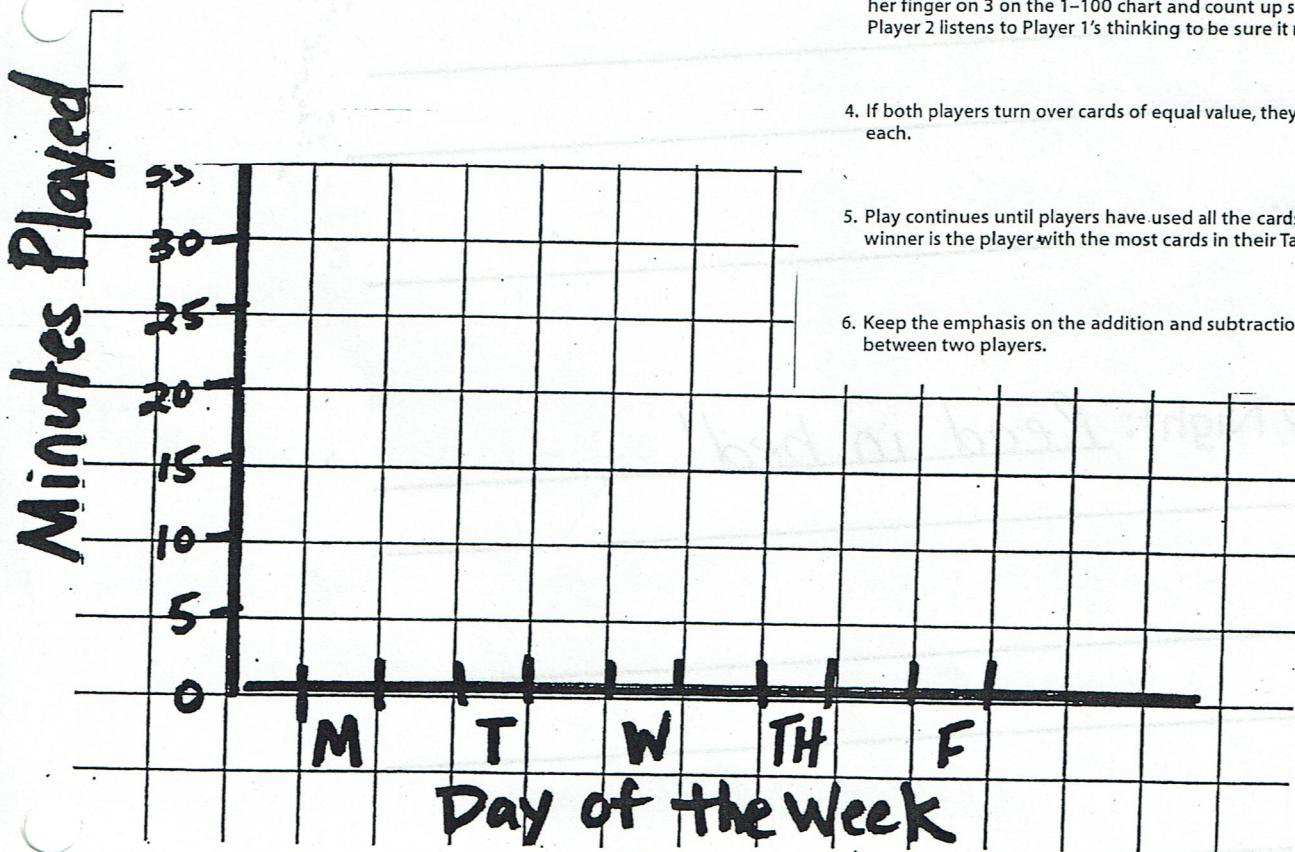 her finger on 3 on the 1–100 chart and count up
Player 2 listens to Player 1's thinking to be sure it
4. If both players turn over cards of equal value, they
each.
5. Play continues until players have used all the
winner is the player with the most cards in their
6. Keep the emphasis on the addition and
between two players.
Minutes Played
30
25
20
15
10
5
0
M T W TH F
Day of the Week
Night: Read in bed!